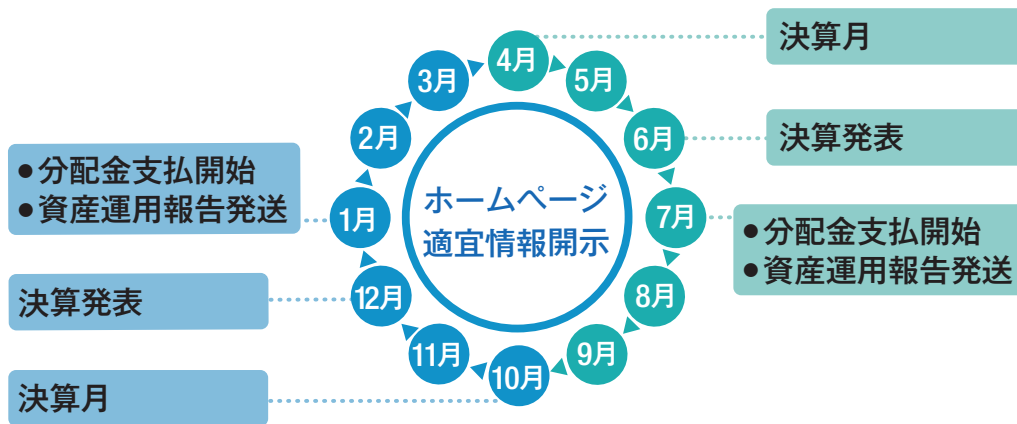 4月
5月
6月
7月
8月
9月
10月
11月
12月
1月
2月
3月
ホームページ
適宜情報開示
決算月
決算発表
●分配金支払開始
●資産運用報告発送
決算月
決算発表
●分配金支払開始
●資産運用報告発送